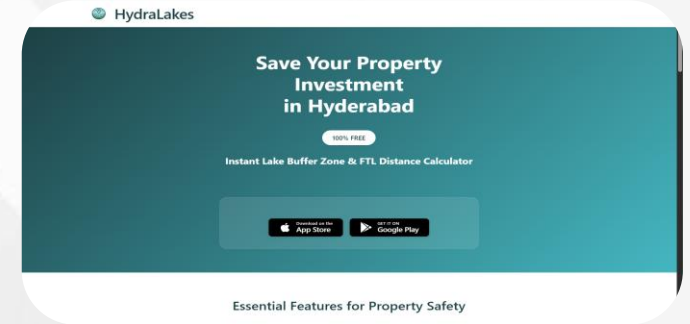 HydraLakes
Save Your Property
Investment
in Hyderabad
100% FREE
Instant Lake Buffer Zone & FTL Distance Calculator
Download on the
App Store
GET IT ON
Google Play
Essential Features for Property Safety